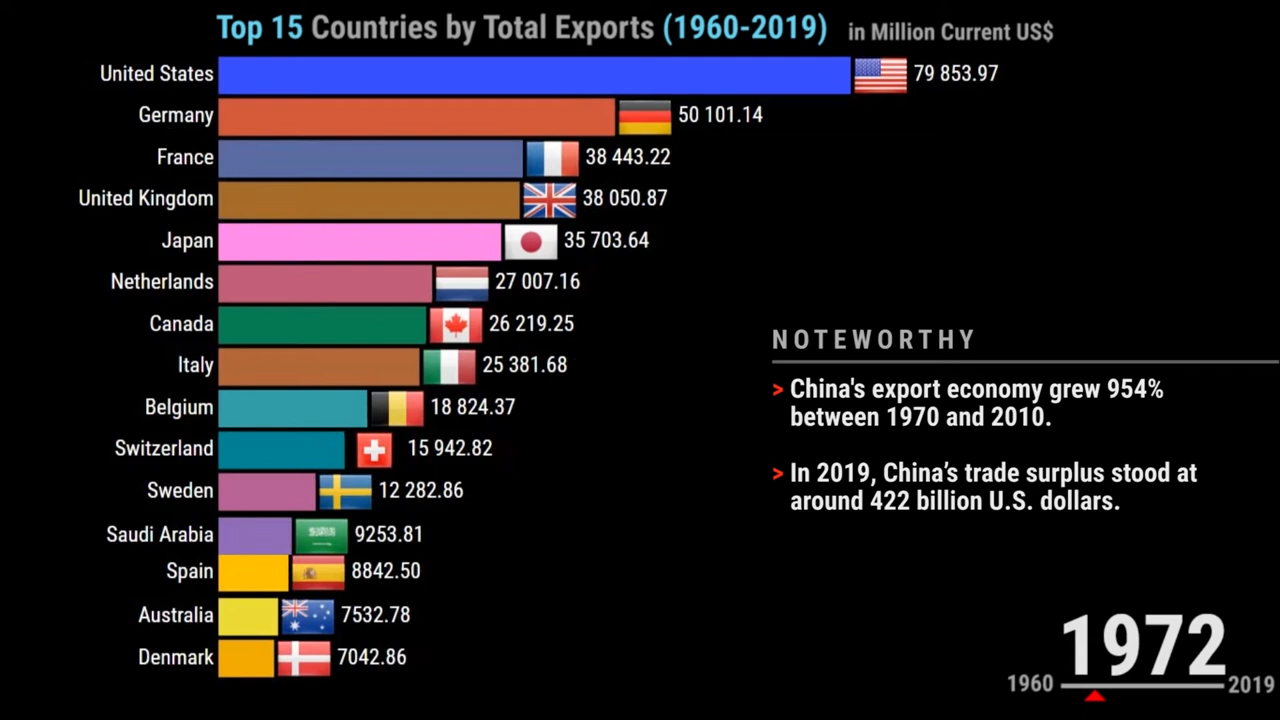 Top 15 Countries by Total Exports (1960-2019) in Million Current US$
United States 79 853.97
Germany 50 101.14
France 38 443.22
United Kingdom 38 050.87
Japan 35 703.64
Netherlands 27 007.16
Canada 26 219.25
Italy 25 381.68
Belgium 18 824.37
Switzerland 15 942.82
Sweden 12 282.86
Saudi Arabia 9253.81
Spain 8842.50
Australia 7532.78
Denmark 7042.86
NOTEWORTHY
> China's export economy grew 954%
between 1970 and 2010.
> In 2019, China’s trade surplus stood at
around 422 billion U.S. dollars.
1972
1960 2019